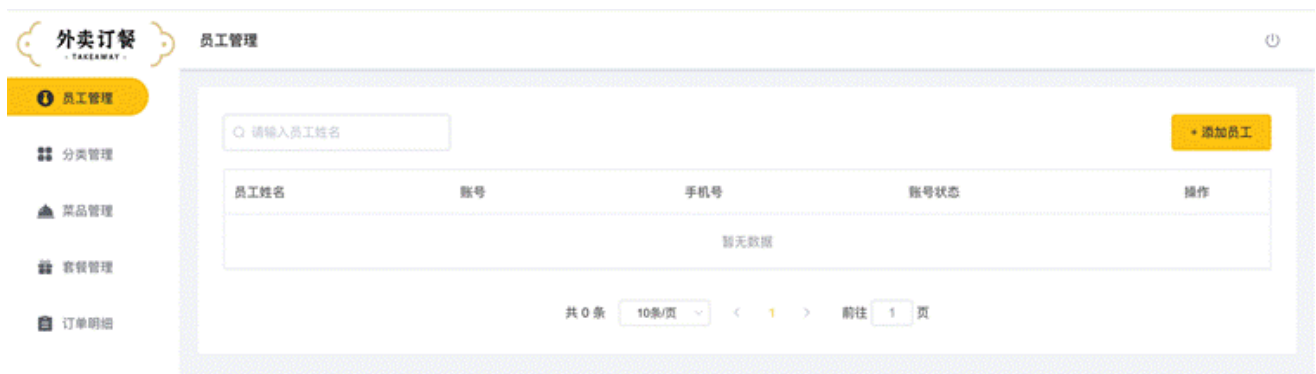 外卖订餐
- TAKEAWAY -
员工管理
员工管理
分类管理
菜品管理
套餐管理
订单明细
请输入员工姓名
+ 添加员工
员工姓名 账号 手机号 账号状态 操作
暂无数据
共 0 条 10条/页 < 1 > 前往 1 页